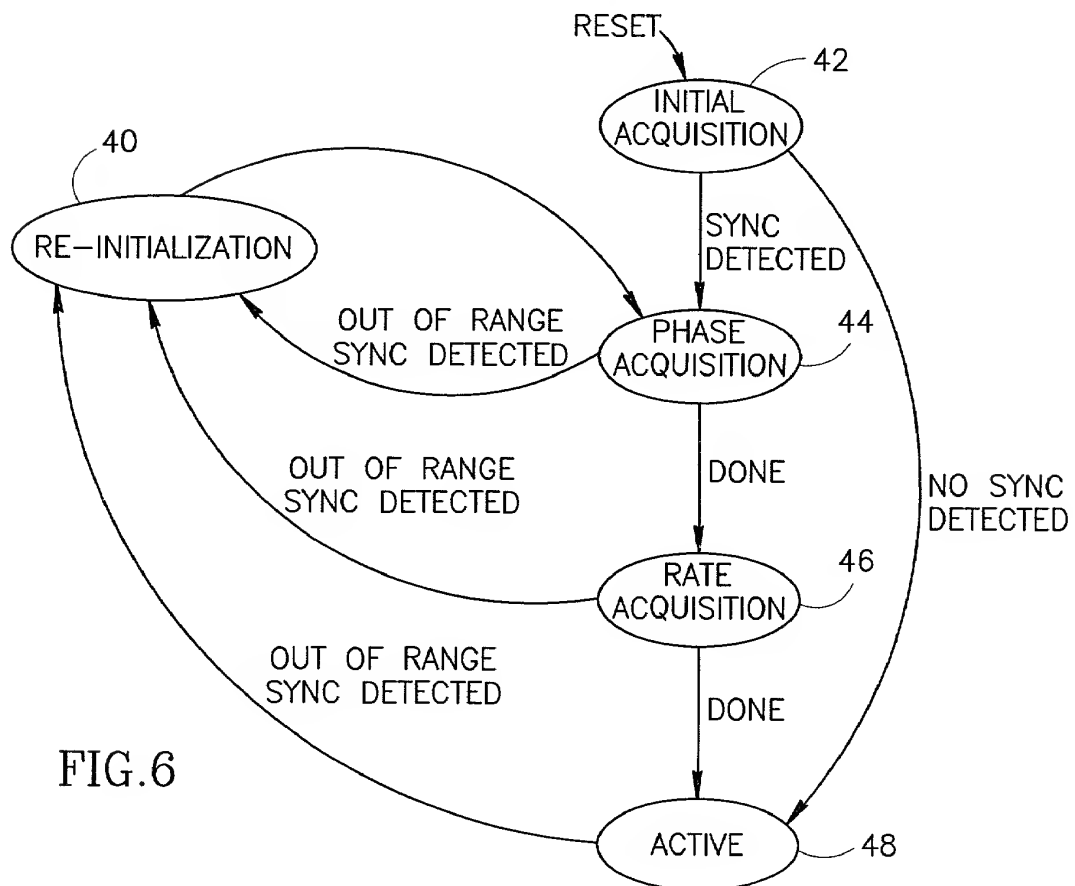 RESET
42
INITIAL
ACQUISITION
40
RE-INITIALIZATION
SYNC
DETECTED
OUT OF RANGE
SYNC DETECTED
PHASE
ACQUISITION
44
OUT OF RANGE
SYNC DETECTED
DONE
NO SYNC
DETECTED
RATE
ACQUISITION
46
OUT OF RANGE
SYNC DETECTED
DONE
FIG.6
ACTIVE
48